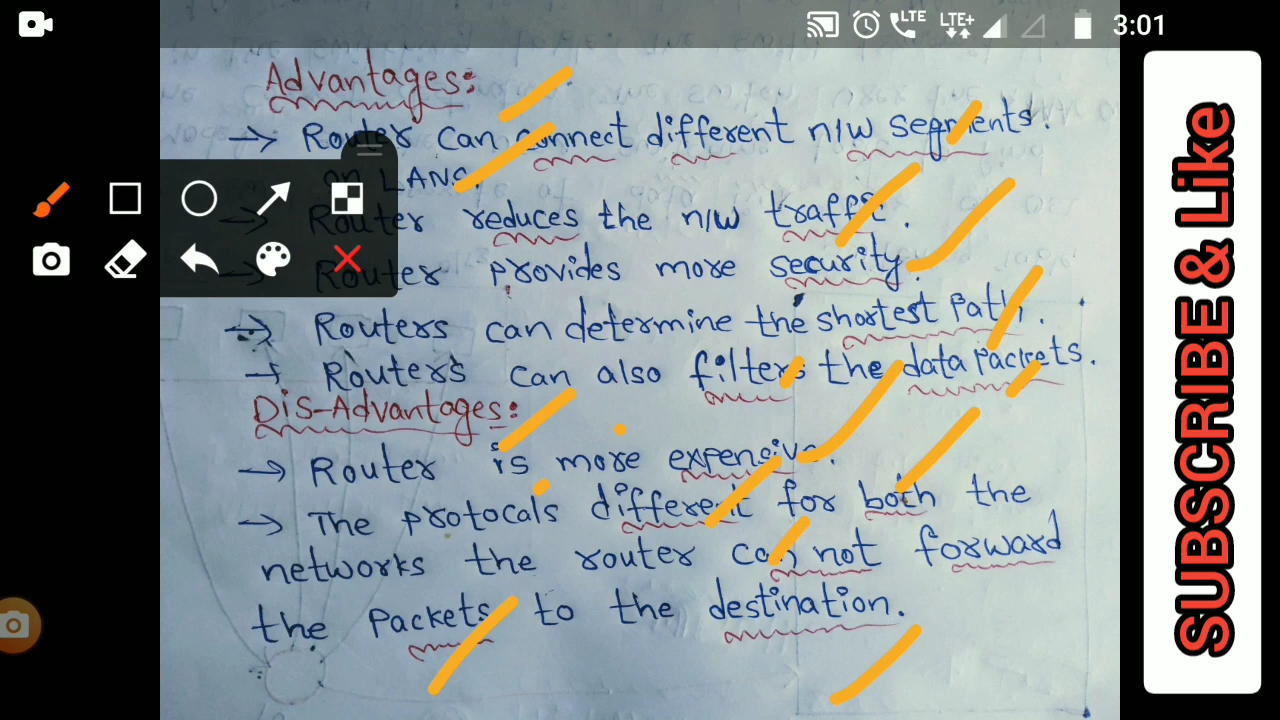 LTE LTE+ 3:01
Advantages:
→ Router can connect different n/w segments.
on LANs.
→ Router reduces the n/w traffic.
→ Router provides more security.
→ Routers can determine the shortest Path.
→ Routers can also filters the data Packets.
Dis-Advantages:
→ Router is more expensive.
→ The protocals different for both the
networks the router can not forward
the Packets to the destination.
SUBSCRIBE & Like